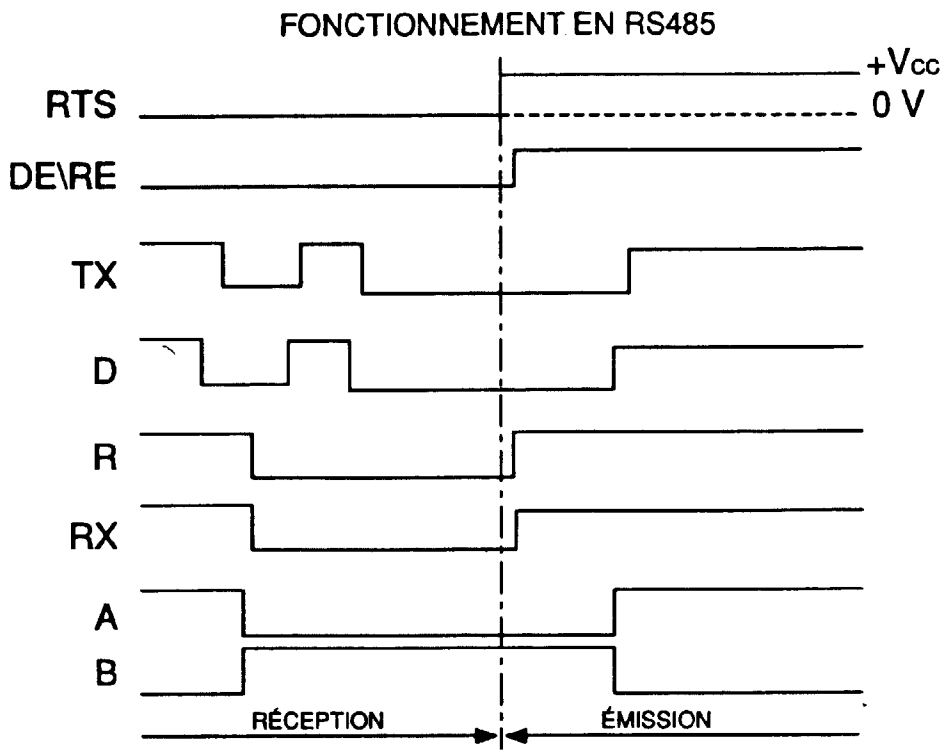 FONCTIONNEMENT EN RS485
+Vcc
RTS
0 V
DE\RE
TX
D
R
RX
A
B
RÉCEPTION
ÉMISSION